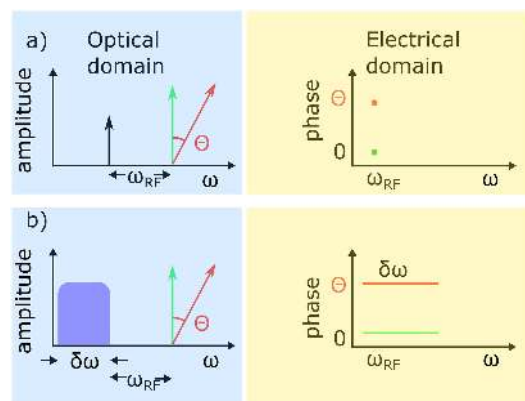 a)
Optical
domain
amplitude
Θ
ω_RF
ω
Electrical
domain
phase
Θ
0
ω_RF
ω
b)
amplitude
Θ
δω
ω_RF
ω
phase
Θ
δω
0
ω_RF
ω